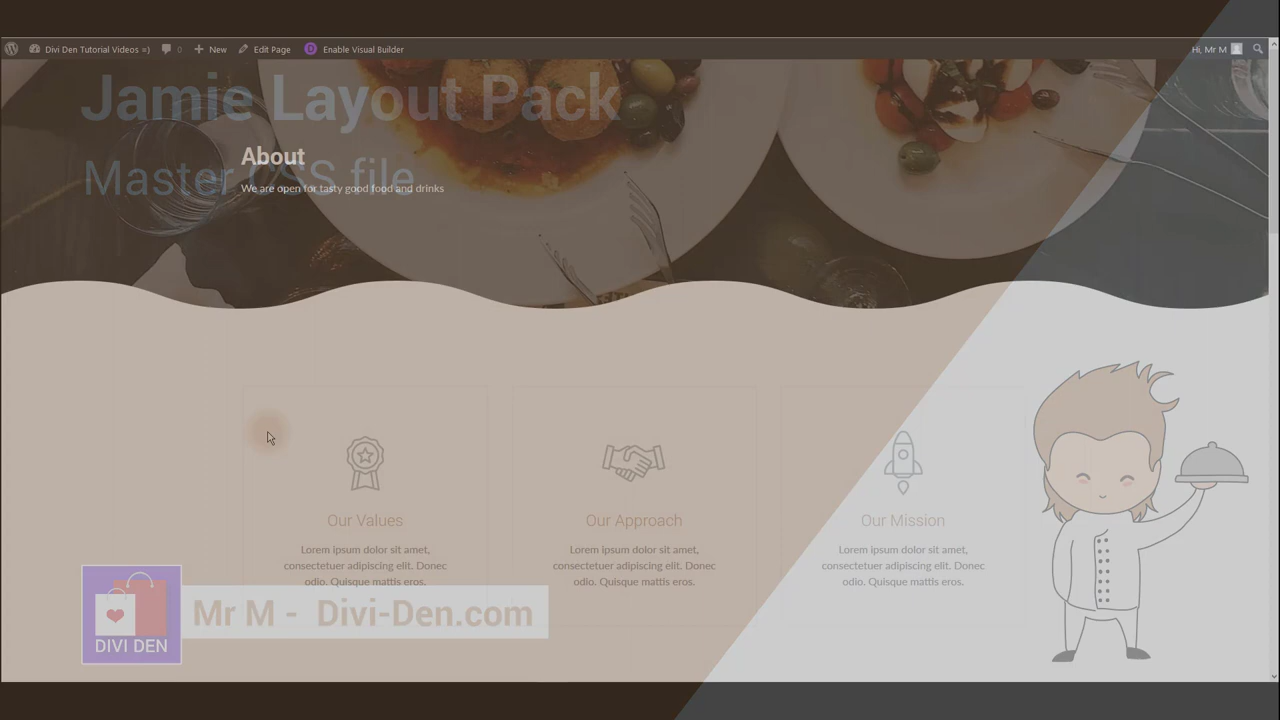 Divi Den Tutorial Videos =)
0
New
Edit Page
Enable Visual Builder
Hi, Mr M
Jamie Layout Pack
About
Master CSS file
We are open for tasty good food and drinks
Our Values
Our Approach
Our Mission
Lorem ipsum dolor sit amet,
consectetuer adipiscing elit. Donec
odio. Quisque mattis eros.
Lorem ipsum dolor sit amet,
consectetuer adipiscing elit. Donec
odio. Quisque mattis eros.
Lorem ipsum dolor sit amet,
consectetuer adipiscing elit. Donec
odio. Quisque mattis eros.
Mr M - Divi-Den.com
DIVI DEN